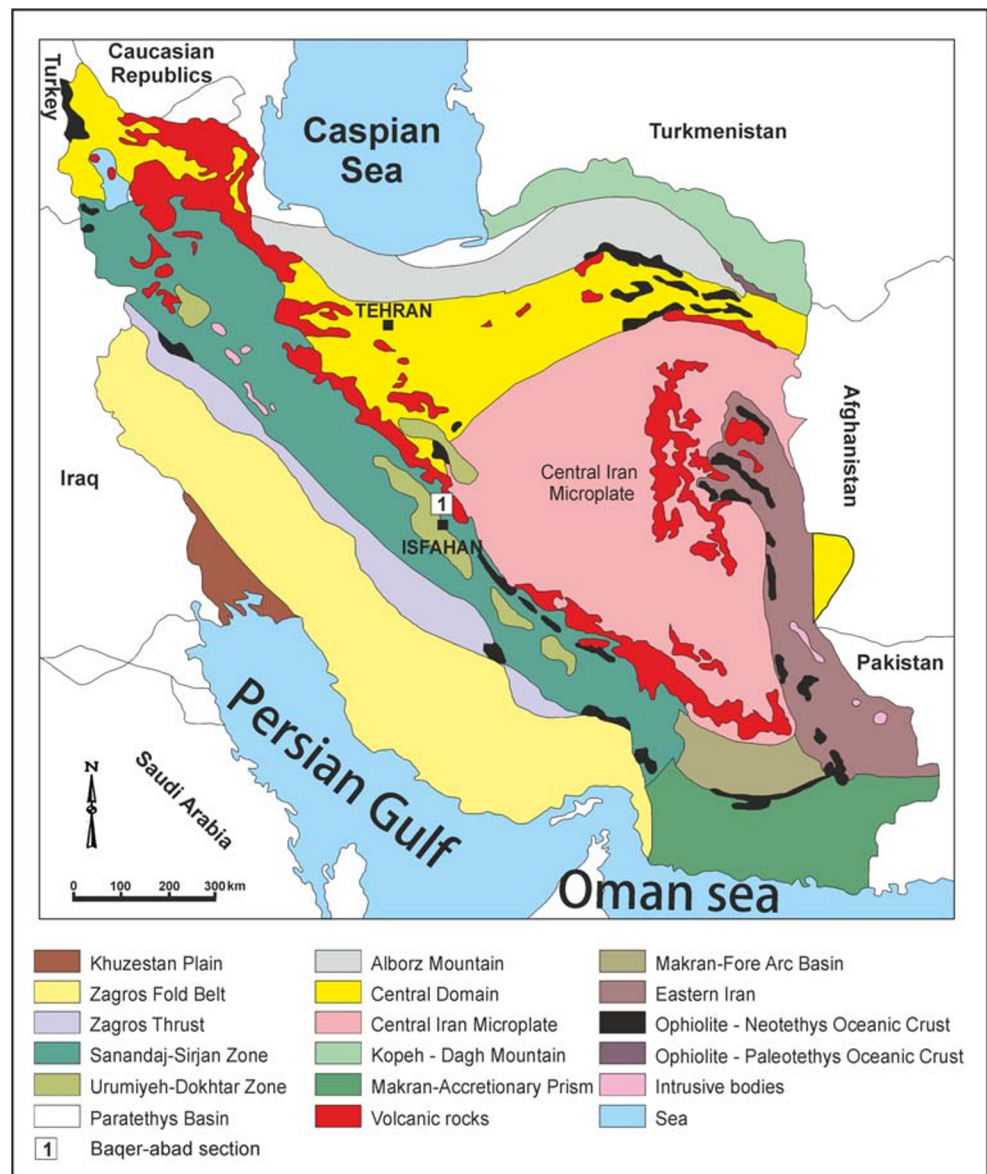 Turkey
Caucasian
Republics
Caspian
Sea
Turkmenistan
TEHRAN
Afghanistan
Iraq
Central Iran
Microplate
1
ISFAHAN
Pakistan
Persian Gulf
Saudi Arabia
N
S
0 100 200 300 km
Oman sea
Khuzestan Plain
Zagros Fold Belt
Zagros Thrust
Sanandaj-Sirjan Zone
Urumiyeh-Dokhtar Zone
Paratethys Basin
1 Baqer-abad section
Alborz Mountain
Central Domain
Central Iran Microplate
Kopeh - Dagh Mountain
Makran-Accretionary Prism
Volcanic rocks
Makran-Fore Arc Basin
Eastern Iran
Ophiolite - Neotethys Oceanic Crust
Ophiolite - Paleotethys Oceanic Crust
Intrusive bodies
Sea